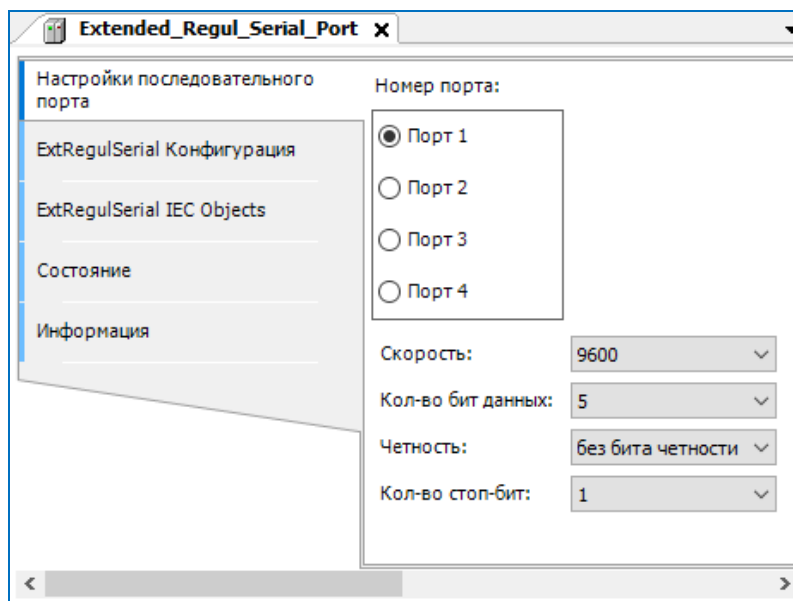 Extended_Regul_Serial_Port
Настройки последовательного
порта
ExtRegulSerial Конфигурация
ExtRegulSerial IEC Objects
Состояние
Информация
Номер порта:
Порт 1
Порт 2
Порт 3
Порт 4
Скорость: 9600
Кол-во бит данных: 5
Четность: без бита четности
Кол-во стоп-бит: 1